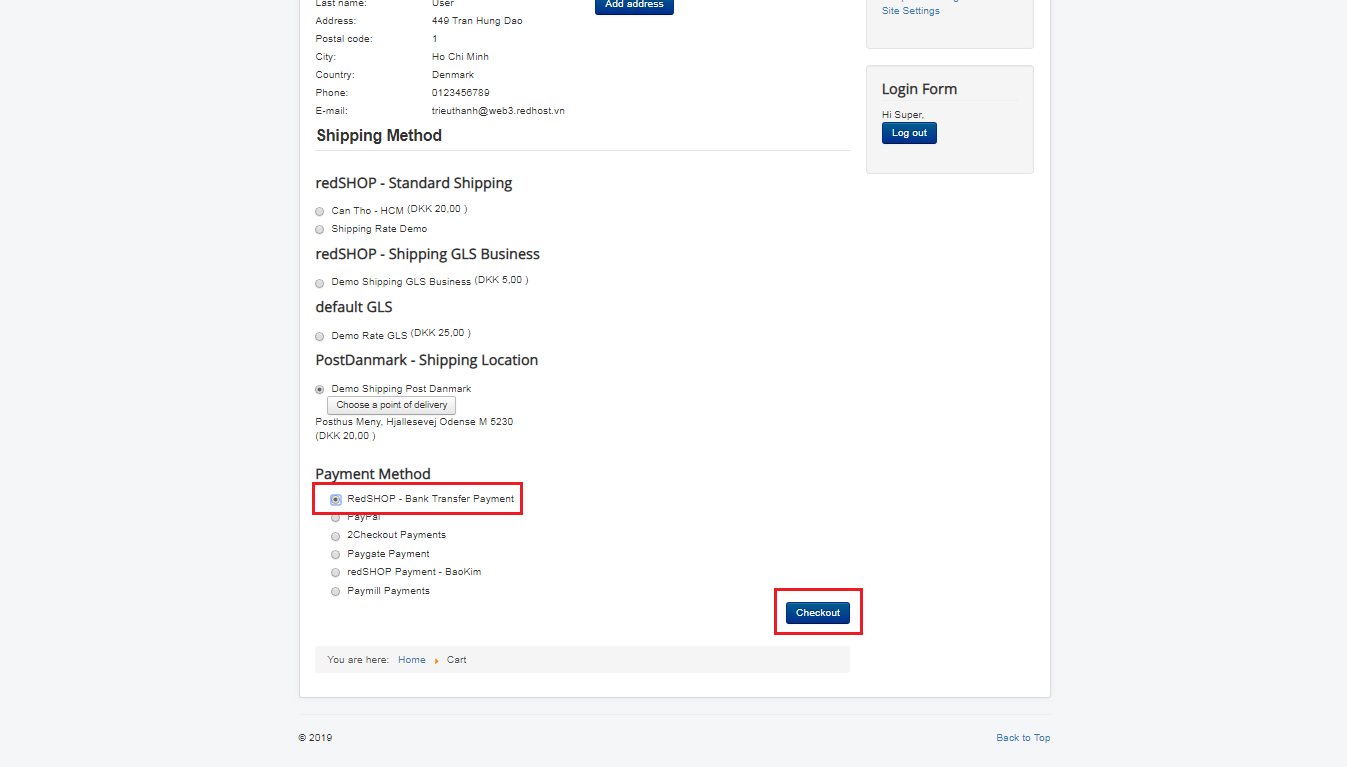 Last name: User
Add address
Address: 449 Tran Hung Dao
Postal code: 1
City: Ho Chi Minh
Country: Denmark
Phone: 0123456789
E-mail: trieuthanh@web3.redhost.vn
Shipping Method
redSHOP - Standard Shipping
Can Tho - HCM (DKK 20,00 )
Shipping Rate Demo
redSHOP - Shipping GLS Business
Demo Shipping GLS Business (DKK 5,00 )
default GLS
Demo Rate GLS (DKK 25,00 )
PostDanmark - Shipping Location
Demo Shipping Post Danmark
Choose a point of delivery
Posthus Meny, Hjallesevej Odense M 5230
(DKK 20,00 )
Payment Method
RedSHOP - Bank Transfer Payment
PayPal
2Checkout Payments
Paygate Payment
redSHOP Payment - BaoKim
Paymill Payments
Checkout
You are here: Home Cart
Site Settings
Login Form
Hi Super,
Log out
© 2019
Back to Top